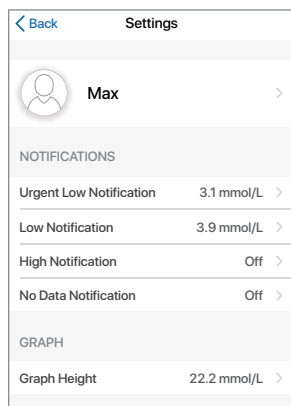 Back Settings
Max
NOTIFICATIONS
Urgent Low Notification 3.1 mmol/L
Low Notification 3.9 mmol/L
High Notification Off
No Data Notification Off
GRAPH
Graph Height 22.2 mmol/L